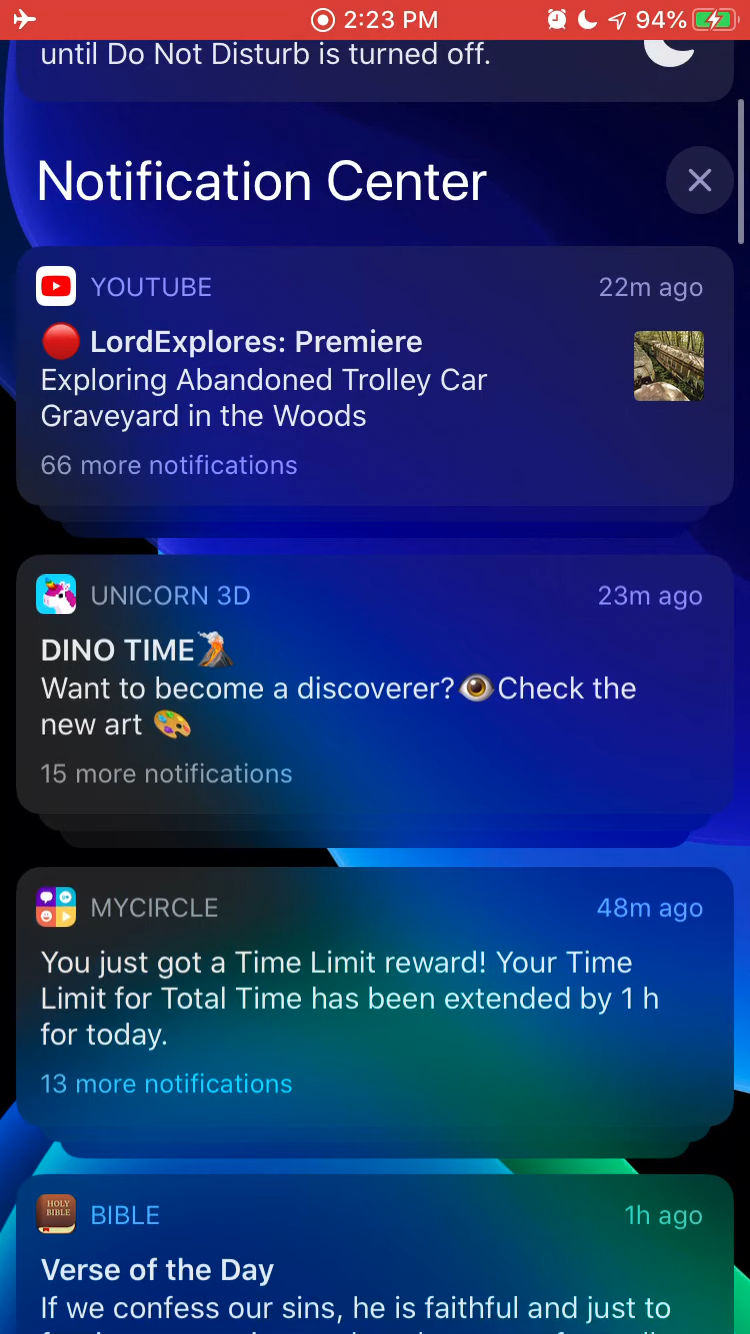 2:23 PM
94%
until Do Not Disturb is turned off.
Notification Center
YOUTUBE
22m ago
🔴 LordExplores: Premiere
Exploring Abandoned Trolley Car
Graveyard in the Woods
66 more notifications
UNICORN 3D
23m ago
DINO TIME🌋
Want to become a discoverer?👁️Check the
new art 🎨
15 more notifications
MYCIRCLE
48m ago
You just got a Time Limit reward! Your Time
Limit for Total Time has been extended by 1 h
for today.
13 more notifications
HOLY
BIBLE
BIBLE
1h ago
Verse of the Day
If we confess our sins, he is faithful and just to